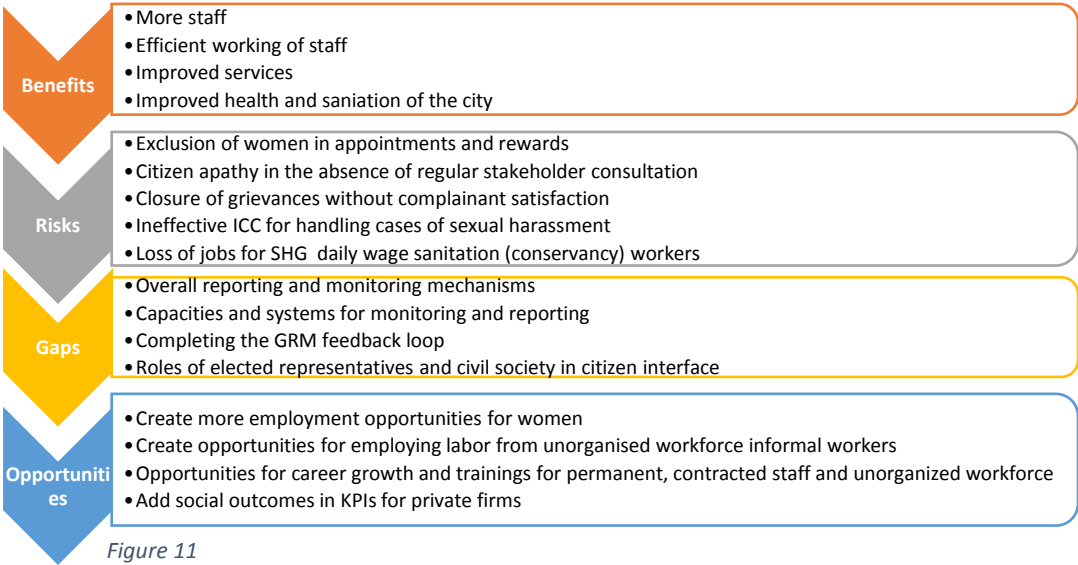 Benefits
•More staff
•Efficient working of staff
•Improved services
•Improved health and saniation of the city
Risks
•Exclusion of women in appointments and rewards
•Citizen apathy in the absence of regular stakeholder consultation
•Closure of grievances without complainant satisfaction
•Ineffective ICC for handling cases of sexual harassment
•Loss of jobs for SHG  daily wage sanitation (conservancy) workers
Gaps
•Overall reporting and monitoring mechanisms
•Capacities and systems for monitoring and reporting
•Completing the GRM feedback loop
•Roles of elected representatives and civil society in citizen interface
Opportuniti
es
•Create more employment opportunities for women
•Create opportunities for employing labor from unorganised workforce informal workers
•Opportunities for career growth and trainings for permanent, contracted staff and unorganized workforce
•Add social outcomes in KPIs for private firms
Figure 11